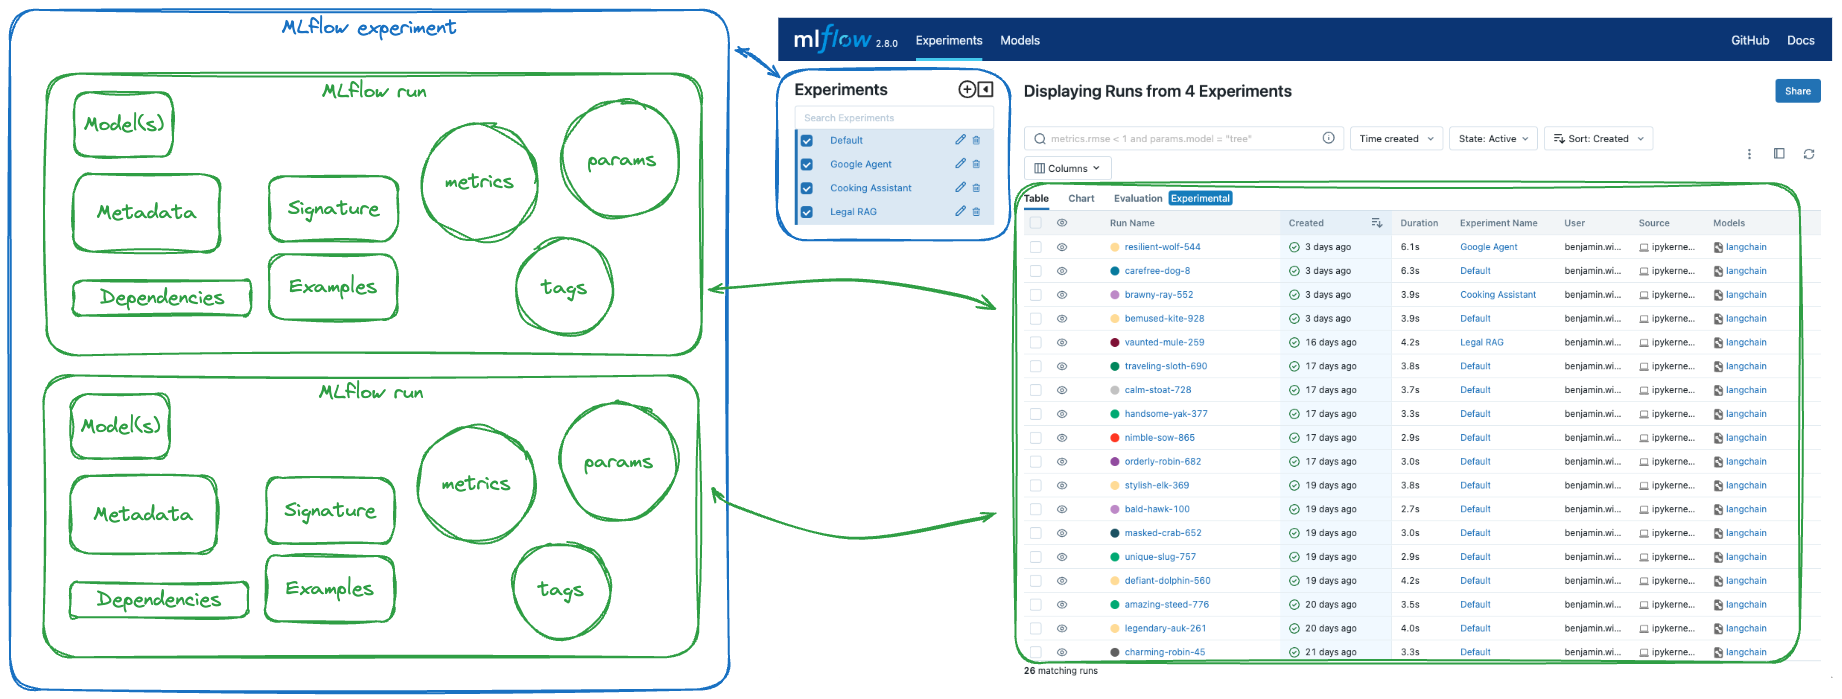 MLflow experiment
MLflow run
Model(s)
Metadata
Dependencies
Signature
Examples
metrics
params
tags
MLflow run
Model(s)
Metadata
Dependencies
Signature
Examples
metrics
params
tags
mlflow 2.8.0 Experiments Models GitHub Docs
Experiments
Search Experiments
Default
Google Agent
Cooking Assistant
Legal RAG
Displaying Runs from 4 Experiments Share
metrics.rmse < 1 and params.model = "tree" Time created State: Active Sort: Created
Columns
Table Chart Evaluation Experimental
Run Name Created Duration Experiment Name User Source Models
resilient-wolf-544 3 days ago 6.1s Google Agent benjamin.wi... ipykerne... langchain
carefree-dog-8 3 days ago 6.3s Default benjamin.wi... ipykerne... langchain
brawny-ray-552 3 days ago 3.9s Cooking Assistant benjamin.wi... ipykerne... langchain
bemused-kite-928 3 days ago 3.9s Default benjamin.wi... ipykerne... langchain
vaunted-mule-259 16 days ago 4.2s Legal RAG benjamin.wi... ipykerne... langchain
traveling-sloth-690 17 days ago 3.8s Default benjamin.wi... ipykerne... langchain
calm-stoat-728 17 days ago 3.7s Default benjamin.wi... ipykerne... langchain
handsome-yak-377 17 days ago 3.3s Default benjamin.wi... ipykerne... langchain
nimble-sow-865 17 days ago 2.9s Default benjamin.wi... ipykerne... langchain
orderly-robin-682 17 days ago 3.0s Default benjamin.wi... ipykerne... langchain
stylish-elk-369 19 days ago 3.8s Default benjamin.wi... ipykerne... langchain
bald-hawk-100 19 days ago 2.7s Default benjamin.wi... ipykerne... langchain
masked-crab-652 19 days ago 3.0s Default benjamin.wi... ipykerne... langchain
unique-slug-757 19 days ago 2.9s Default benjamin.wi... ipykerne... langchain
defiant-dolphin-560 19 days ago 4.2s Default benjamin.wi... ipykerne... langchain
amazing-steed-776 20 days ago 3.5s Default benjamin.wi... ipykerne... langchain
legendary-auk-261 20 days ago 4.0s Default benjamin.wi... ipykerne... langchain
charming-robin-45 21 days ago 3.3s Default benjamin.wi... ipykerne... langchain
26 matching runs